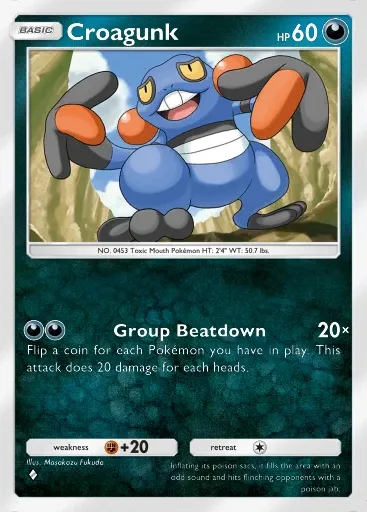 BASIC Croagunk HP 60
NO. 0453 Toxic Mouth Pokémon HT: 2'4" WT: 50.7 lbs.
Group Beatdown 20×
Flip a coin for each Pokémon you have in play. This
attack does 20 damage for each heads.
weakness +20 retreat
Illus. Masakazu Fukuda
Inflating its poison sacs, it fills the area with an
odd sound and hits flinching opponents with a
poison jab.